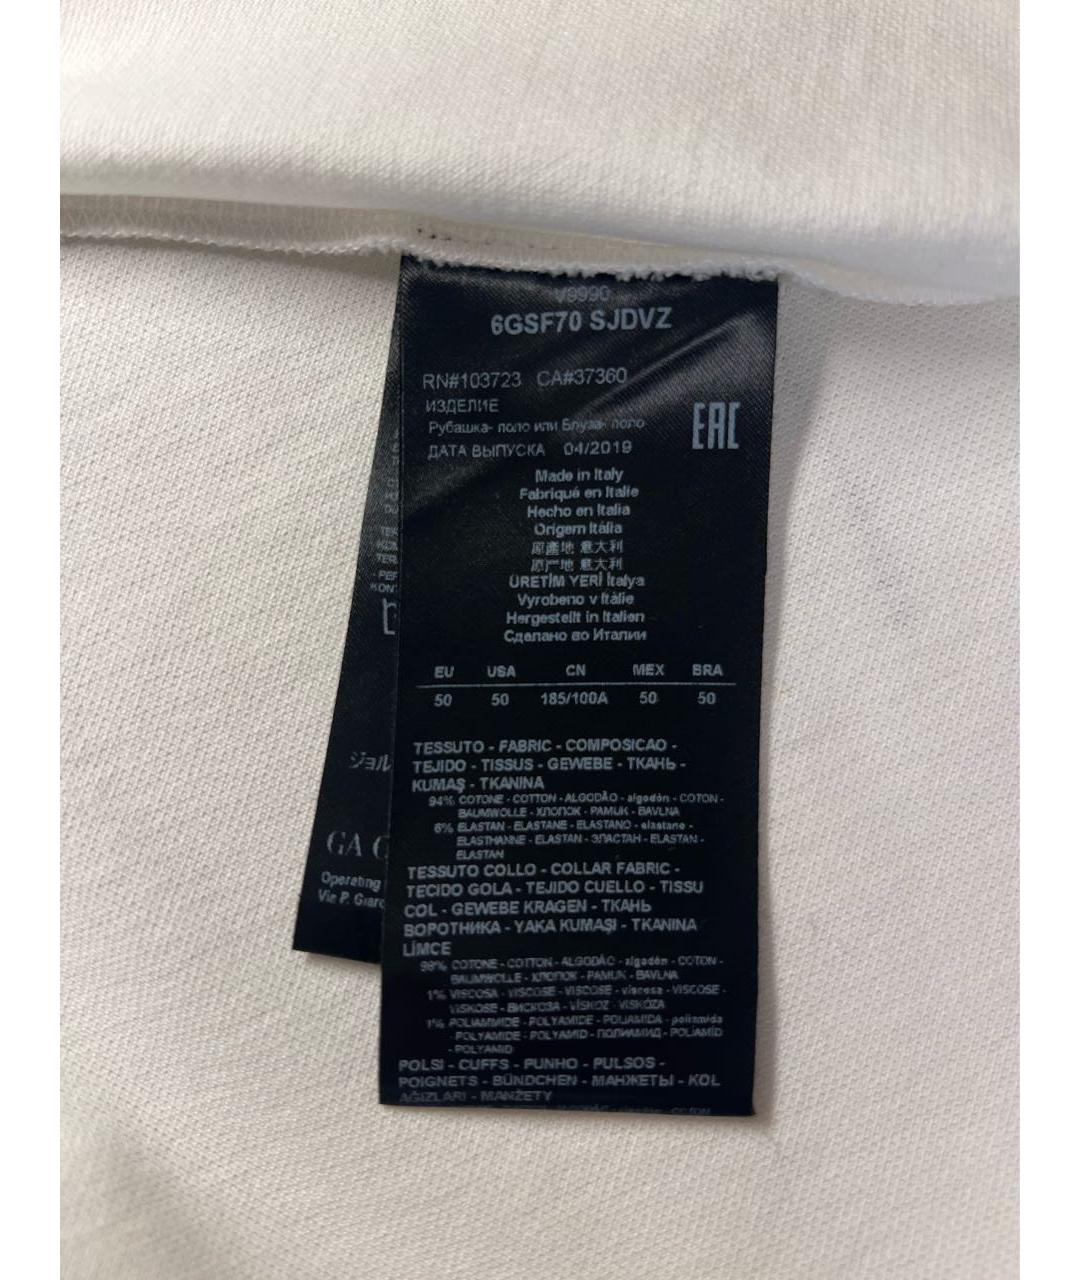 V9990
6GSF70 SJDVZ
RN#103723 CA#37360
ИЗДЕЛИЕ
Рубашка- поло или Блуза- поло
ДАТА ВЫПУСКА 04/2019
EAC
Made in Italy
Fabriqué en Italie
Hecho en Italia
Origem Itália
原產地 意大利
原产地 意大利
ÜRETİM YERİ İtalya
Vyrobeno v Itálie
Hergestellt in Italien
Сделано во Италии
EU USA CN MEX BRA
50 50 185/100A 50 50
TESSUTO - FABRIC - COMPOSICAO -
TEJIDO - TISSUS - GEWEBE - ТКАНЬ -
KUMAŞ - TKANINA
94% COTONE - COTTON - ALGODÃO - algodón - COTON -
BAUMWOLLE - ХЛОПОК - PAMUK - BAVLNA
6% ELASTAN - ELASTANE - ELASTANO - elastano -
ELASTHANNE - ELASTAN - ЭЛАСТАН - ELASTAN -
ELASTAN
TESSUTO COLLO - COLLAR FABRIC -
TECIDO GOLA - TEJIDO CUELLO - TISSU
COL - GEWEBE KRAGEN - ТКАНЬ
ВОРОТНИКА - YAKA KUMAŞI - TKANINA
LÍMCE
98% COTONE - COTTON - ALGODÃO - algodón - COTON -
BAUMWOLLE - ХЛОПОК - PAMUK - BAVLNA
1% VISCOSA - VISCOSE - VISCOSE - viscosa - VISCOSE -
VISKOSE - ВИСКОЗА - VİSKOZ - VISKÓZA
1% POLIAMMIDE - POLYAMIDE - POLIAMIDA - poliamida
- POLYAMIDE - POLYAMID - ПОЛИАМИД - POLİAMİD
- POLYAMID
POLSI - CUFFS - PUNHO - PULSOS -
POIGNETS - BÜNDCHEN - МАНЖЕТЫ - KOL
AĞIZLARI - MANŽETY
ジョル
GA
Operating
Via P.